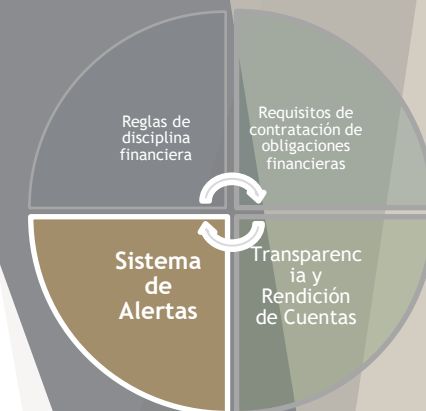 Reglas de
disciplina
financiera
Requisitos de
contratación de
obligaciones
financieras
Sistema
de
Alertas
Transparenc
ia y
Rendición
de Cuentas